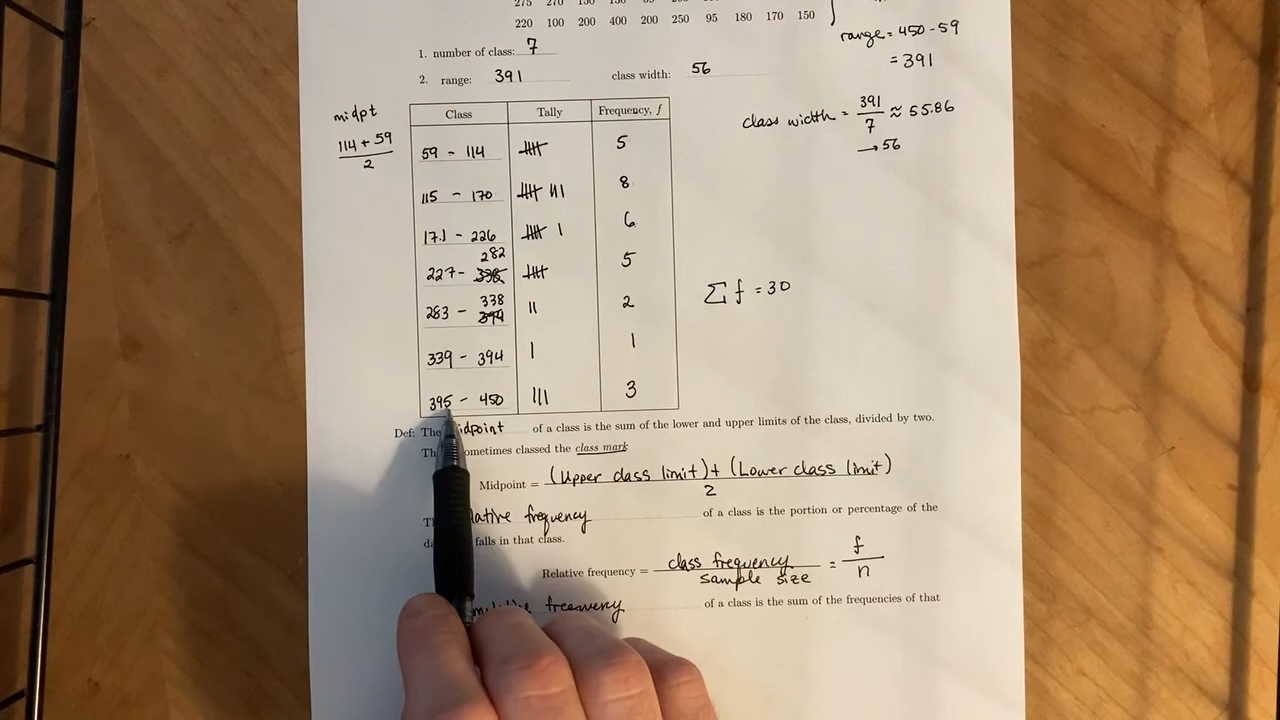 275 270 150 130
220 100 200 400 200 250 95 180 170 150
range = 450 - 59
= 391
1. number of class: 7
2. range: 391 class width: 56
class width = 391/7 ≈ 55.86
→ 56
midpt
114 + 59
2
Class Tally Frequency, f
59 - 114 5
115 - 170 8
171 - 226 6
282
227 - 5
338
283 - 394 2
339 - 394 1
395 - 450 3
Σ f = 30
Def: The midpoint of a class is the sum of the lower and upper limits of the class, divided by two.
sometimes classed the class mark
Midpoint = (Upper class limit) + (Lower class limit)
2
relative frequency of a class is the portion or percentage of the
falls in that class.
Relative frequency = class frequency / sample size = f / n
frequency of a class is the sum of the frequencies of that